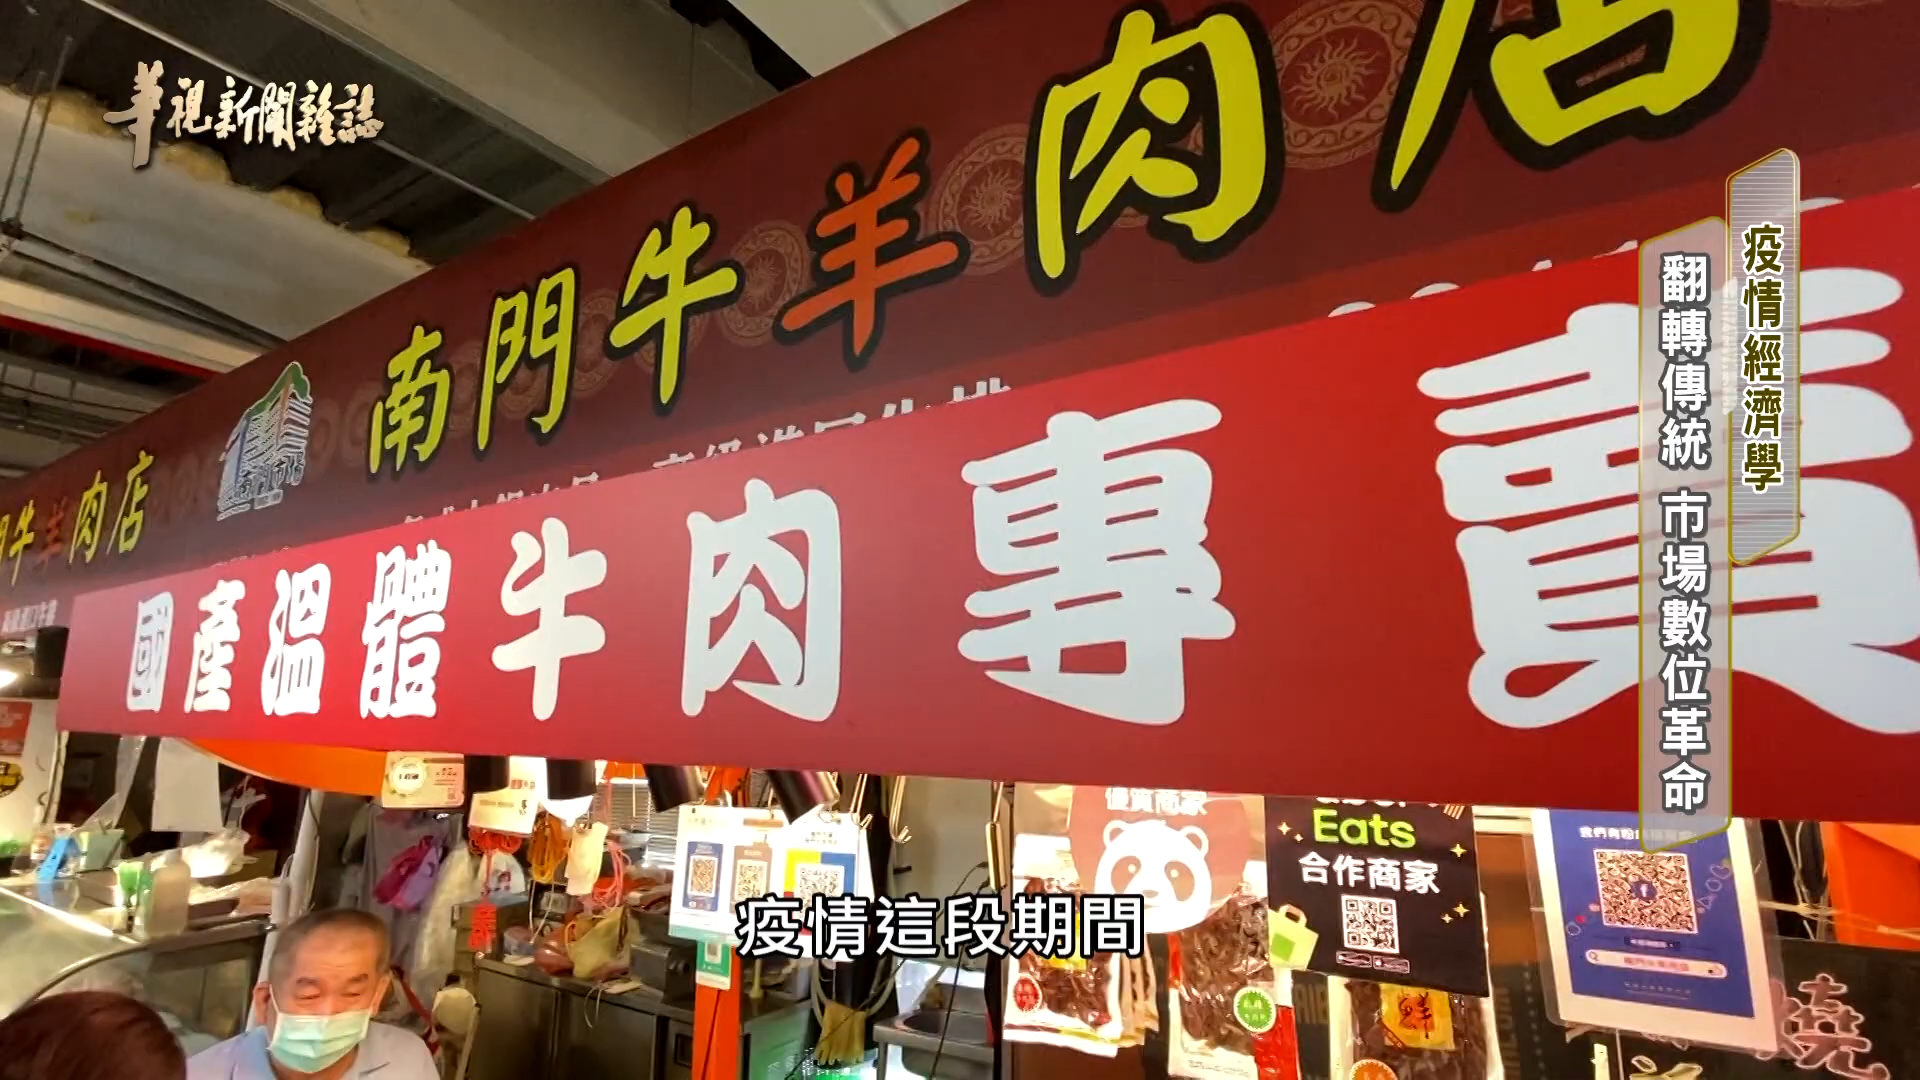 華視新聞雜誌
南門牛羊肉店
牛羊肉店
國產溫體牛肉專賣
疫情經濟學
翻轉傳統 市場數位革命
優質商家
Eats
合作商家
疫情這段期間
鮮
燒